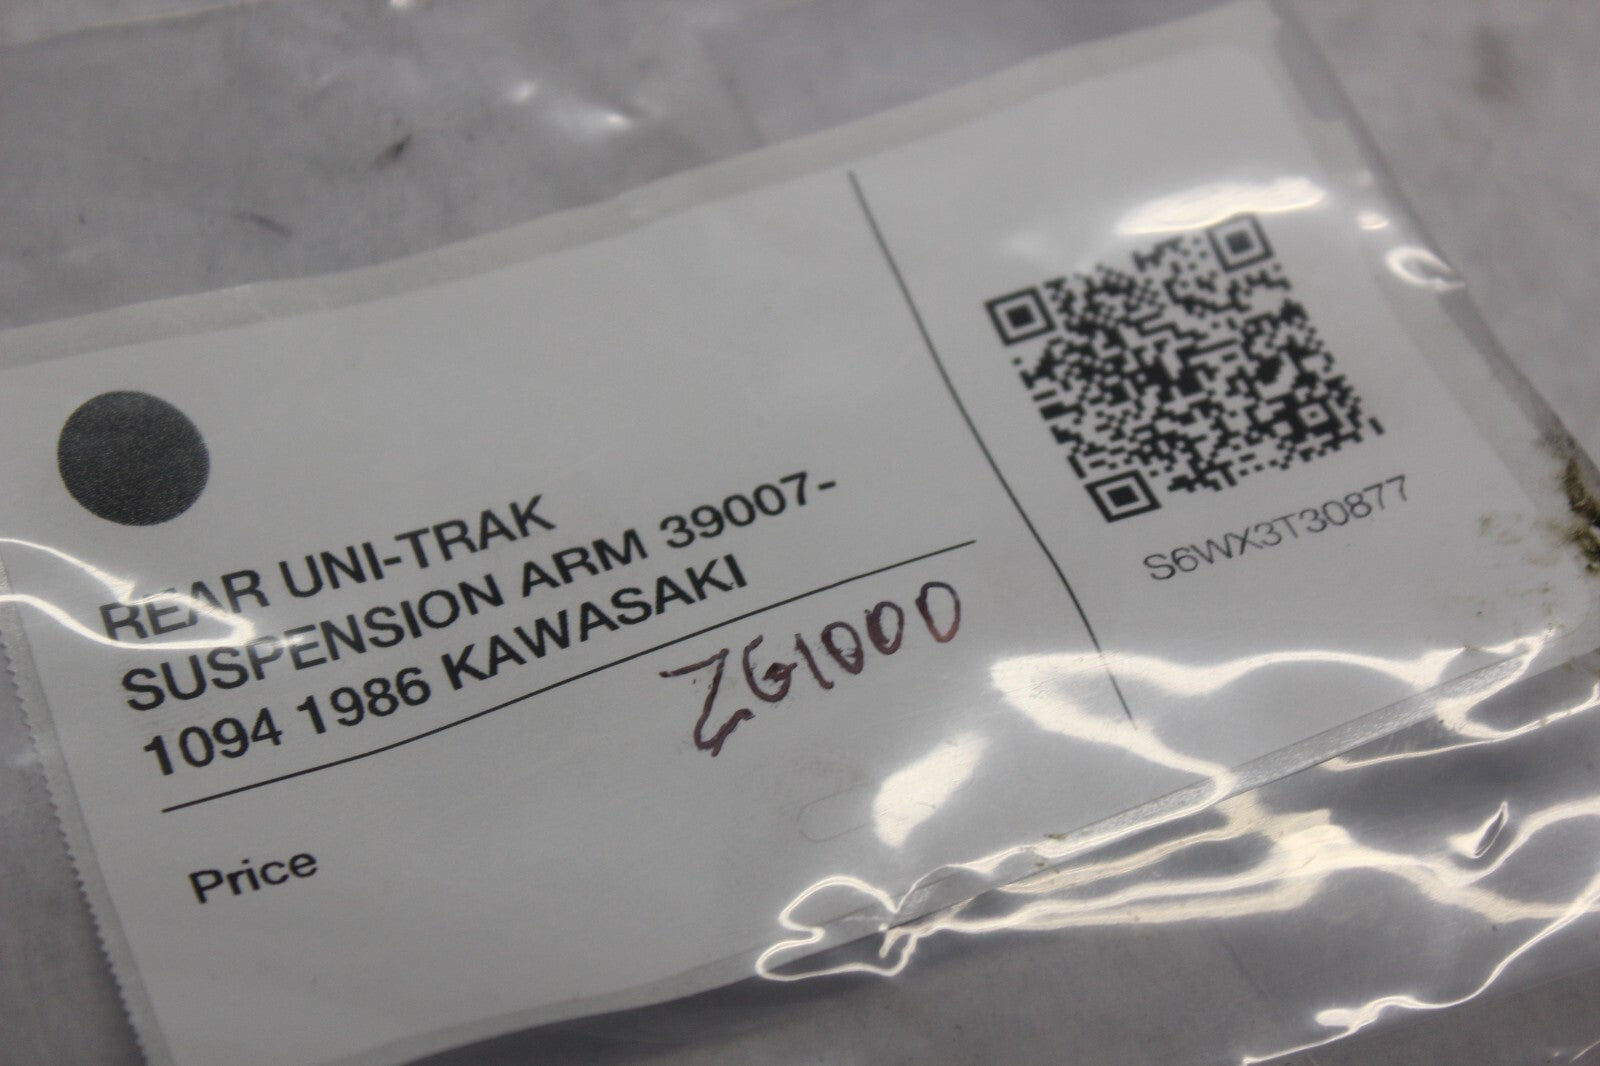 REAR UNI-TRAK
SUSPENSION ARM 39007-
1094 1986 KAWASAKI
ZG1000
Price
S6WX3T30877